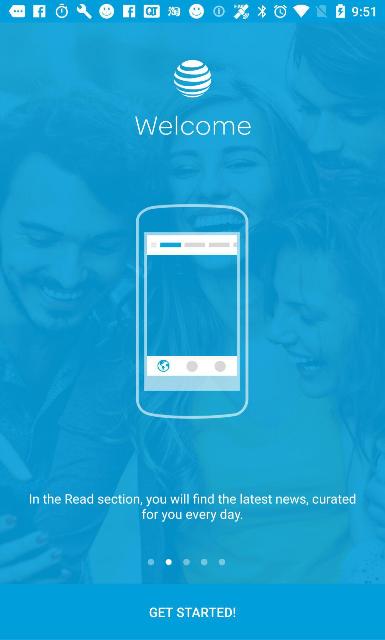 9:51
Welcome
In the Read section, you will find the latest news, curated
for you every day.
GET STARTED!